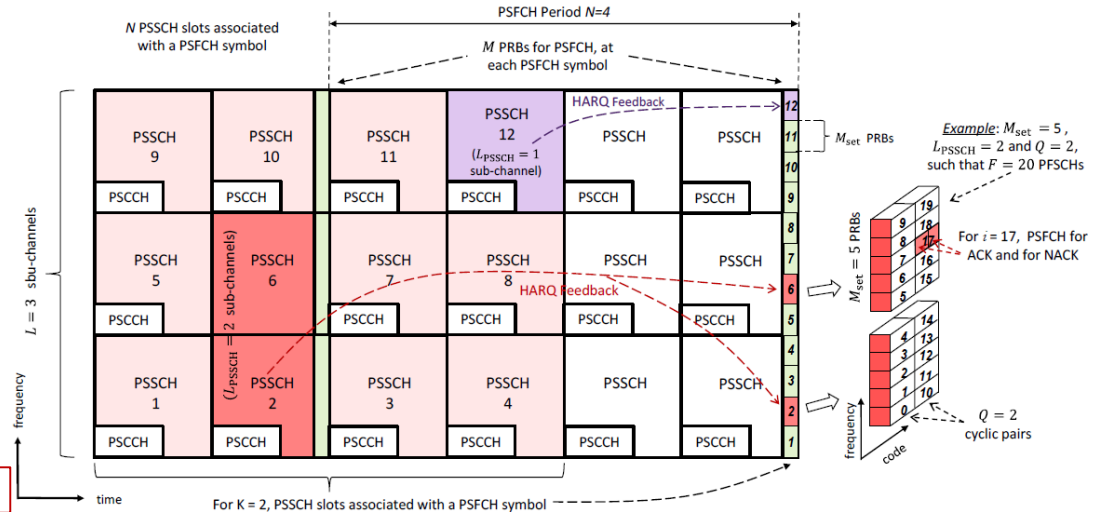 PSFCH Period N=4
N PSSCH slots associated
with a PSFCH symbol
M PRBs for PSFCH, at
each PSFCH symbol
L = 3 sbu-channels
PSSCH
9
PSCCH
PSSCH
10
PSCCH
PSSCH
11
PSCCH
PSSCH
12
(L_PSSCH = 1
sub-channel)
PSCCH
HARQ Feedback
PSSCH
PSCCH
PSSCH
PSCCH
PSSCH
5
PSCCH
PSSCH
6
(L_PSSCH = 2 sub-channels)
PSSCH
7
PSCCH
PSSCH
8
PSCCH
HARQ Feedback
PSSCH
PSCCH
PSSCH
PSCCH
PSSCH
1
PSCCH
PSSCH
2
PSCCH
PSSCH
3
PSCCH
PSSCH
4
PSCCH
PSSCH
PSCCH
PSSCH
PSCCH
12
11
10
9
8
7
6
5
4
3
2
1
M_set PRBs
Example: M_set = 5 ,
L_PSSCH = 2 and Q = 2,
such that F = 20 PFSCHs
M_set = 5 PRBs
9
8
7
6
5
19
18
17
16
15
For i = 17, PSFCH for
ACK and for NACK
4
3
2
1
0
14
13
12
11
10
Q = 2
cyclic pairs
frequency
code
frequency
time
For K = 2, PSSCH slots associated with a PSFCH symbol